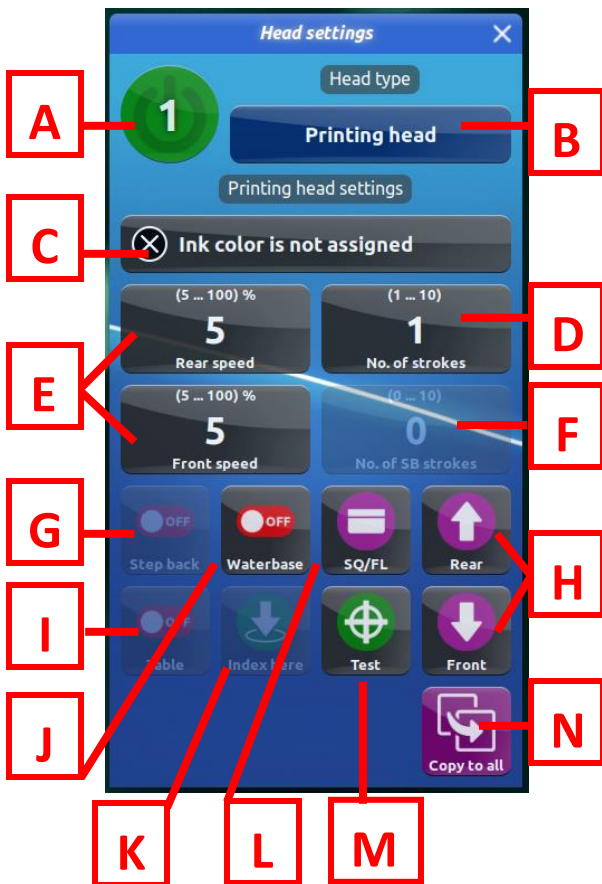 Head settings
A
1
Head type
Printing head
B
Printing head settings
C
Ink color is not assigned
(5 ... 100) %
5
Rear speed
(1 ... 10)
1
No. of strokes
D
E
(5 ... 100) %
5
Front speed
(0 ... 10)
0
No. of SB strokes
F
G
OFF
Step back
OFF
Waterbase
SQ/FL
Rear
H
I
OFF
Table
Index here
Test
Front
J
Copy to all
N
K
L
M